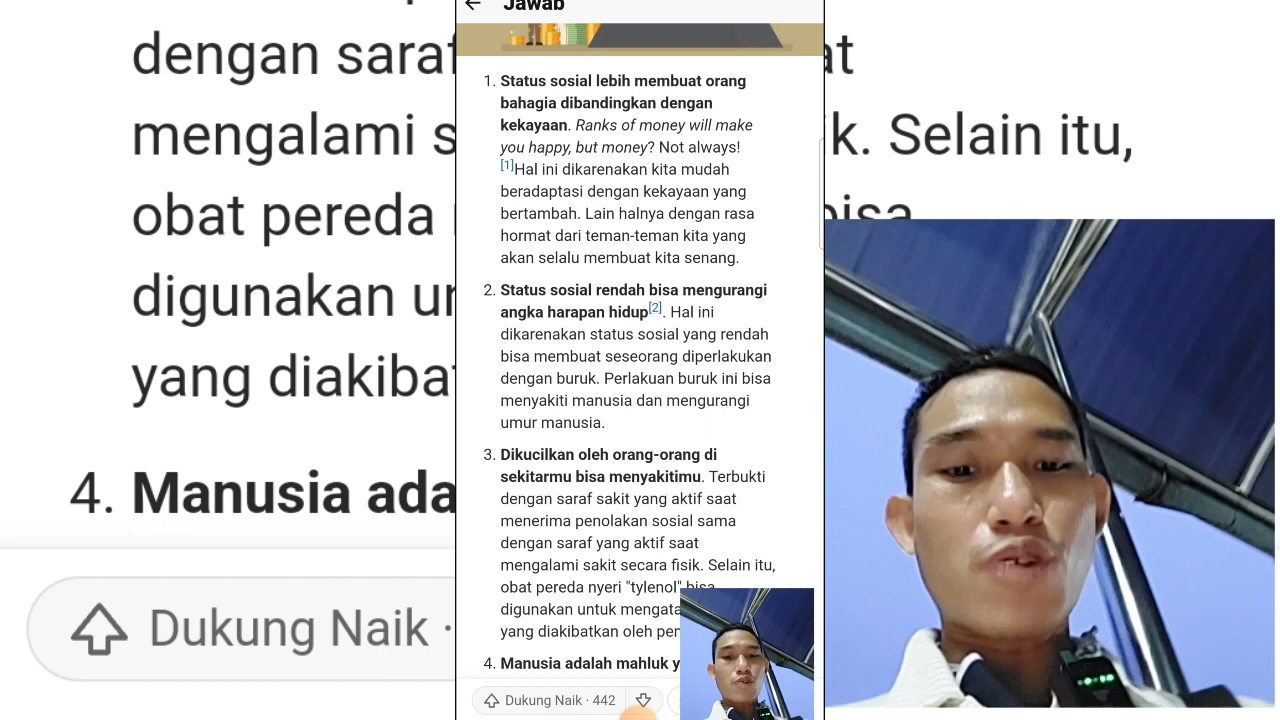 Jawab
1. Status sosial lebih membuat orang
bahagia dibandingkan dengan
kekayaan. Ranks of money will make
you happy, but money? Not always!
[1]Hal ini dikarenakan kita mudah
beradaptasi dengan kekayaan yang
bertambah. Lain halnya dengan rasa
hormat dari teman-teman kita yang
akan selalu membuat kita senang.
2. Status sosial rendah bisa mengurangi
angka harapan hidup[2]. Hal ini
dikarenakan status sosial yang rendah
bisa membuat seseorang diperlakukan
dengan buruk. Perlakuan buruk ini bisa
menyakiti manusia dan mengurangi
umur manusia.
3. Dikucilkan oleh orang-orang di
sekitarmu bisa menyakitimu. Terbukti
dengan saraf sakit yang aktif saat
menerima penolakan sosial sama
dengan saraf yang aktif saat
mengalami sakit secara fisik. Selain itu,
obat pereda nyeri "tylenol" bisa
digunakan untuk mengata
yang diakibatkan oleh pen
4. Manusia adalah mahluk y
Dukung Naik · 442
dengan saraf
at
mengalami s
k. Selain itu,
obat pereda
bisa
digunakan un
yang diakibat
4. Manusia ada
Dukung Naik ·